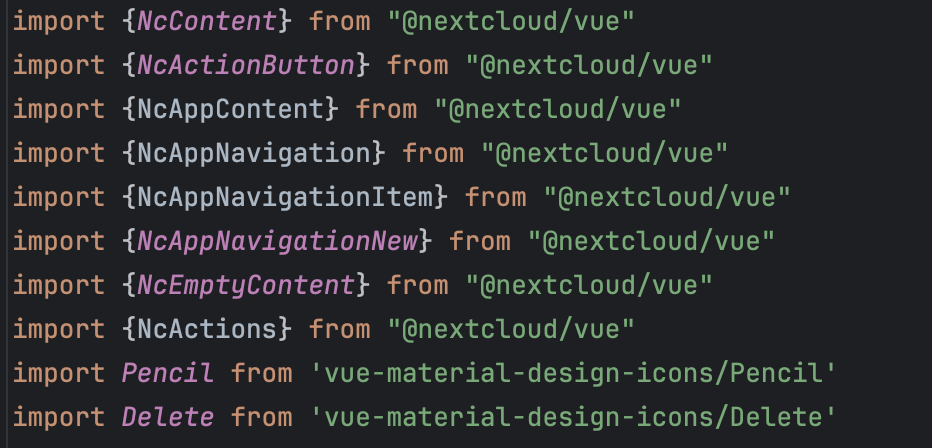 import {NcContent} from "@nextcloud/vue"
import {NcActionButton} from "@nextcloud/vue"
import {NcAppContent} from "@nextcloud/vue"
import {NcAppNavigation} from "@nextcloud/vue"
import {NcAppNavigationItem} from "@nextcloud/vue"
import {NcAppNavigationNew} from "@nextcloud/vue"
import {NcEmptyContent} from "@nextcloud/vue"
import {NcActions} from "@nextcloud/vue"
import Pencil from 'vue-material-design-icons/Pencil'
import Delete from 'vue-material-design-icons/Delete'